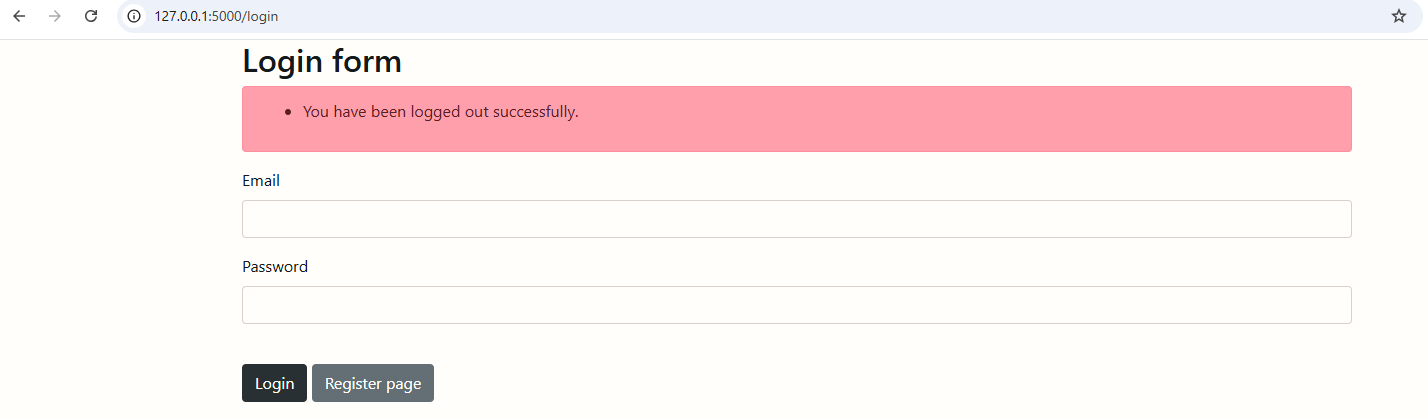 127.0.0.1:5000/login
Login form
You have been logged out successfully.
Email
Password
Login Register page